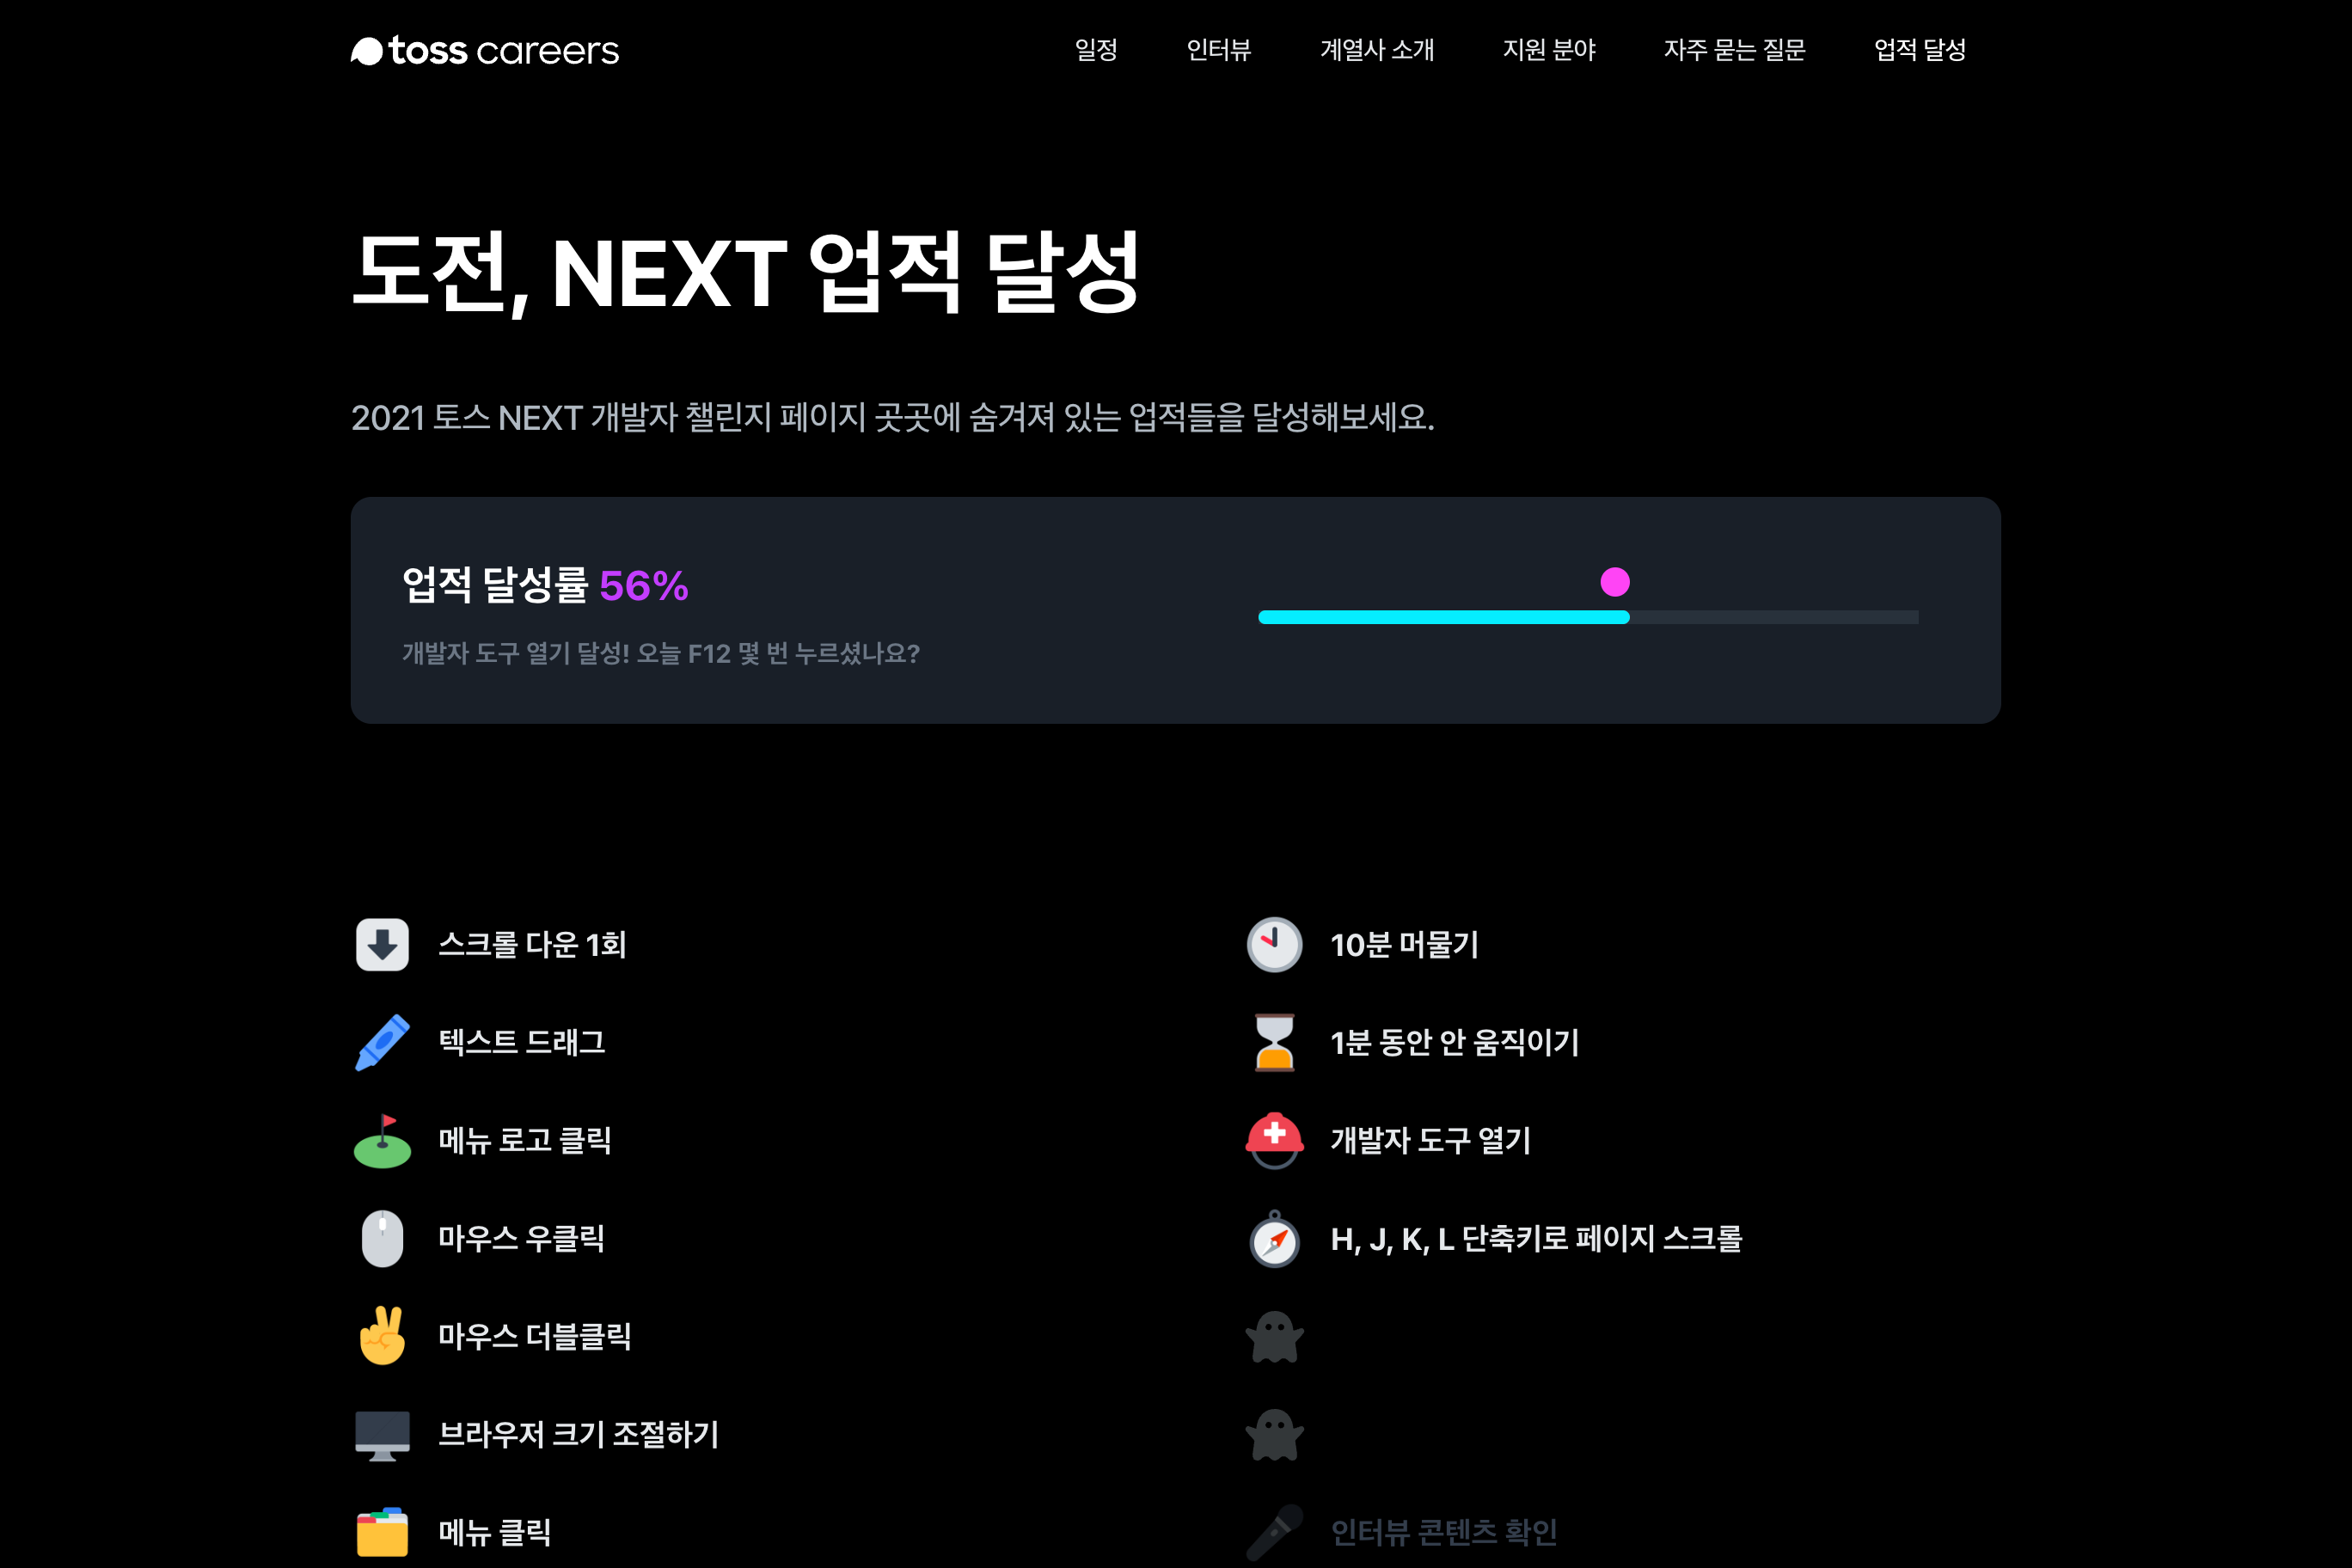 toss careers
일정 인터뷰 계열사 소개 지원 분야 자주 묻는 질문 업적 달성
도전, NEXT 업적 달성
2021 토스 NEXT 개발자 챌린지 페이지 곳곳에 숨겨져 있는 업적들을 달성해보세요.
업적 달성률 56%
개발자 도구 열기 달성! 오늘 F12 몇 번 누르셨나요?
스크롤 다운 1회
텍스트 드래그
메뉴 로고 클릭
마우스 우클릭
마우스 더블클릭
브라우저 크기 조절하기
메뉴 클릭
10분 머물기
1분 동안 안 움직이기
개발자 도구 열기
H, J, K, L 단축키로 페이지 스크롤
인터뷰 콘텐츠 확인